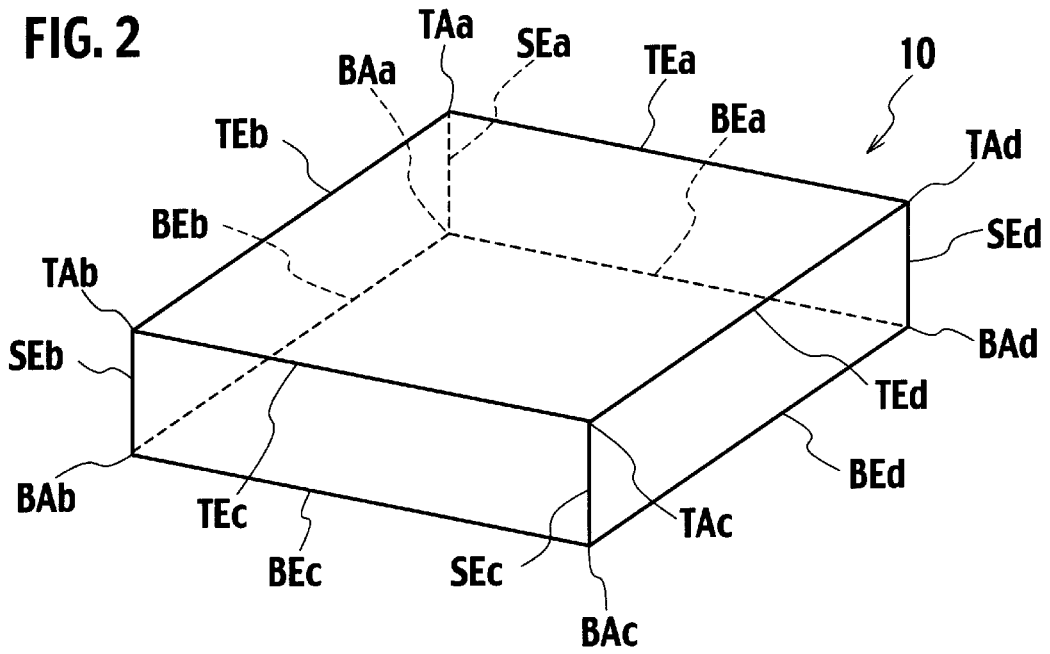 FIG. 2
TAa
SEa
BAa
TEa
10
BEa
TEb
TAd
BEb
SEd
TAb
SEb
BAd
TEd
BAb
TEc
BEc
BEd
TAc
SEc
BAc